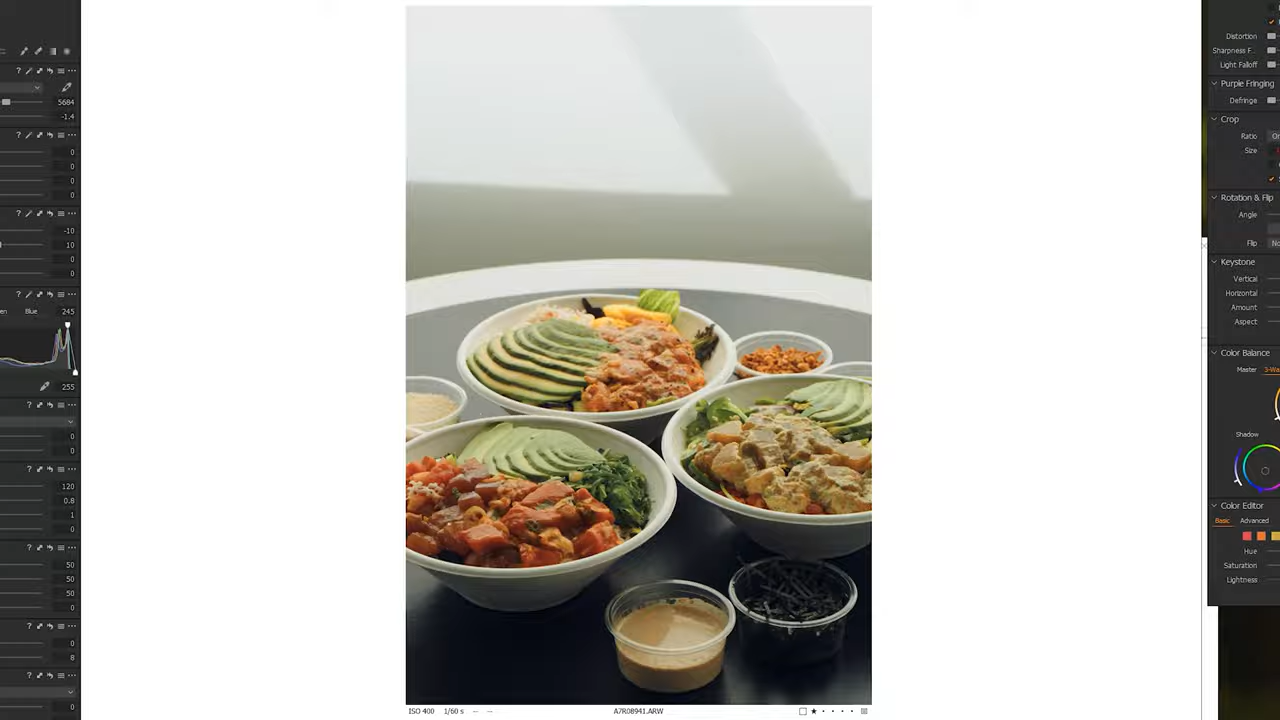 5684
-1.4
0
0
0
0
-10
10
0
0
Blue 245
255
0
0
120
0.8
1
0
50
50
50
0
0
8
0
ISO 400 1/60 s -- -- A7R08941.ARW
Distortion
Sharpness F...
Light Falloff
Purple Fringing
Defringe
Crop
Ratio
Size
Rotation & Flip
Angle
Flip
Keystone
Vertical
Horizontal
Amount
Aspect
Color Balance
Master
Shadow
Color Editor
Basic Advanced
Hue
Saturation
Lightness